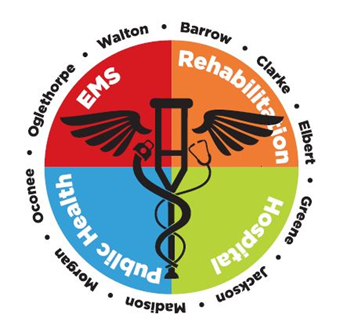 Barrow
Clarke
Elbert
Greene
Jackson
Madison
Morgan
Oconee
Oglethorpe
Walton
EMS
Rehabilitation
Hospital
Public Health